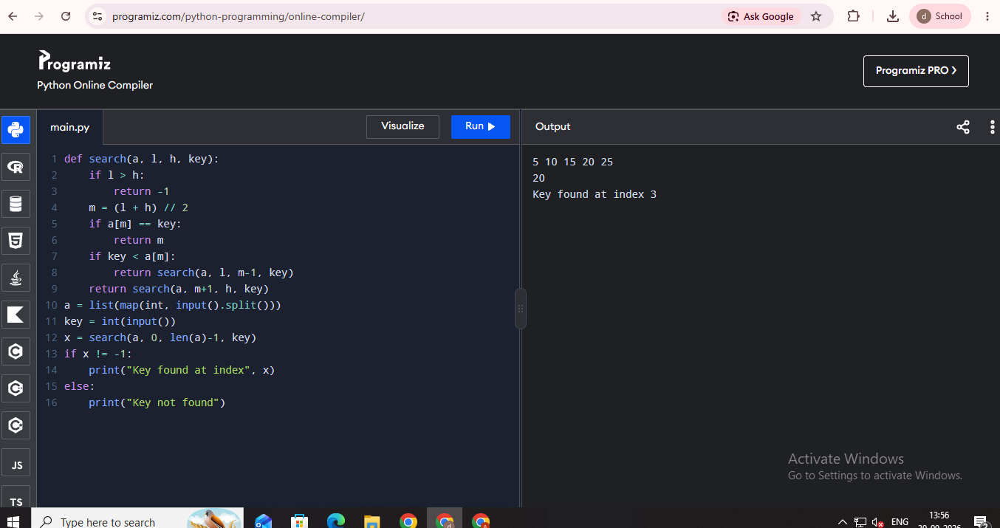 programiz.com/python-programming/online-compiler/
Ask Google
d
School
Programiz
Python Online Compiler
Programiz PRO
main.py
Visualize
Run
Output
1 def search(a, l, h, key):
2     if l > h:
3         return -1
4     m = (l + h) // 2
5     if a[m] == key:
6         return m
7     if key < a[m]:
8         return search(a, l, m-1, key)
9     return search(a, m+1, h, key)
10 a = list(map(int, input().split()))
11 key = int(input())
12 x = search(a, 0, len(a)-1, key)
13 if x != -1:
14     print("Key found at index", x)
15 else:
16     print("Key not found")
5 10 15 20 25
20
Key found at index 3
JS
TS
Activate Windows
Go to Settings to activate Windows.
Type here to search
ENG
13:56